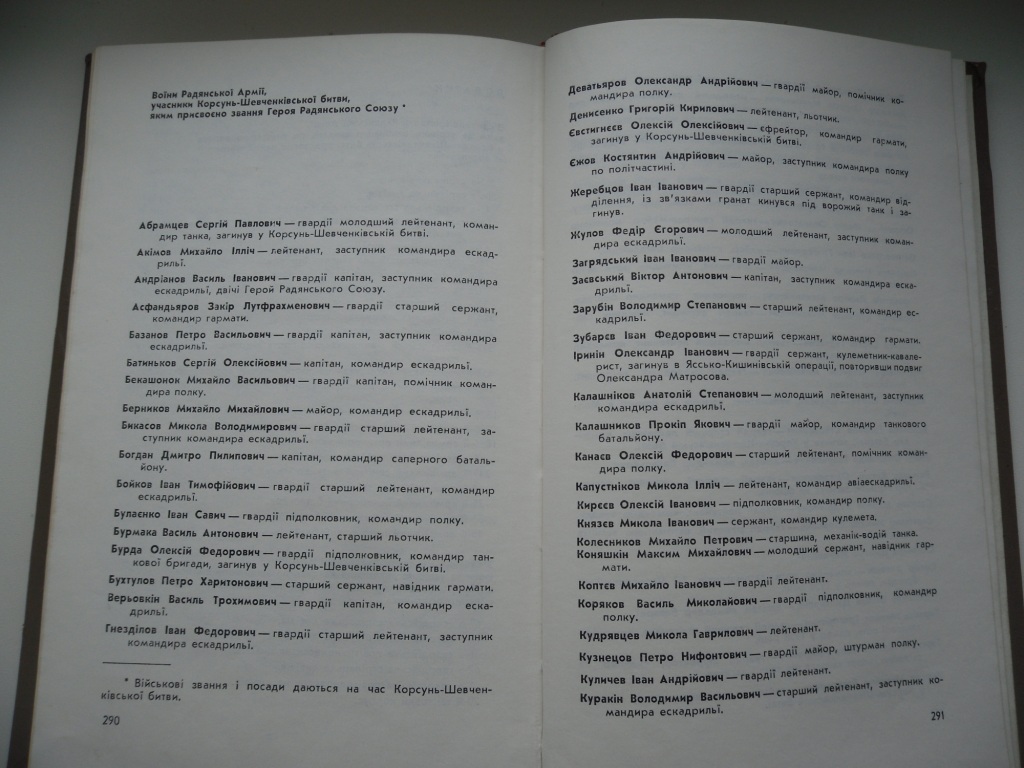 Воїни Радянської Армії,
учасники Корсунь-Шевченківської битви,
яким присвоєно звання Героя Радянського Союзу *
Абрамцев Сергій Павлович — гвардії молодший лейтенант, коман-
дир танка, загинув у Корсунь-Шевченківській битві.
Акімов Михайло Ілліч — лейтенант, заступник командира ескад-
рильї.
Андріанов Василь Іванович — гвардії капітан, заступник командира
ескадрильї, двічі Герой Радянського Союзу.
Асфандьяров Закір Лутфрахменович — гвардії старший сержант,
командир гармати.
Базанов Петро Васильович — гвардії капітан, заступник командира
ескадрильї.
Батиньков Сергій Олексійович — капітан, командир ескадрильї.
Бекашонок Михайло Васильович — гвардії капітан, помічник коман-
дира полку.
Берников Михайло Михайлович — майор, командир ескадрильї.
Бикасов Микола Володимирович — гвардії старший лейтенант, за-
ступник командира ескадрильї.
Богдан Дмитро Пилипович — капітан, командир саперного баталь-
йону.
Бойков Іван Тимофійович — гвардії старший лейтенант, командир
ескадрильї.
Булаєнко Іван Савич — гвардії підполковник, командир полку.
Бурмака Василь Антонович — лейтенант, старший льотчик.
Бурда Олексій Федорович — гвардії підполковник, командир тан-
кової бригади, загинув у Корсунь-Шевченківській битві.
Бухтулов Петро Харитонович — старший сержант, навідник гармати.
Верьовкін Василь Трохимович — гвардії капітан, командир еска-
дрильї.
Гнезділов Іван Федорович — гвардії старший лейтенант, заступник
командира ескадрильї.
* Військові звання і посади даються на час Корсунь-Шевчен-
ківської битви.
290
Деватьяров Олександр Андрійович — гвардії майор, помічник ко-
мандира полку.
Денисенко Григорій Кирилович — лейтенант, льотчик.
Євстигнєєв Олексій Олексійович — єфрейтор, командир гармати,
загинув у Корсунь-Шевченківській битві.
Єжов Костянтин Андрійович — майор, заступник командира полку
по політчастині.
Жеребцов Іван Іванович — гвардії старший сержант, командир від-
ділення, із зв'язками гранат кинувся під ворожий танк і за-
гинув.
Жулов Федір Єгорович — молодший лейтенант, заступник коман-
дира ескадрильї.
Загрядський Іван Іванович — гвардії майор.
Заєвський Віктор Антонович — капітан, заступник командира еска-
дрильї.
Зарубін Володимир Степанович — старший лейтенант, командир ес-
кадрильї.
Зубарєв Іван Федорович — старший сержант, командир гармати.
Іринін Олександр Іванович — гвардії сержант, кулеметник-кавале-
рист, загинув в Яссько-Кишинівській операції, повторивши подвиг
Олександра Матросова.
Калашніков Анатолій Степанович — молодший лейтенант, заступник
командира ескадрильї.
Калашников Прокіп Якович — гвардії майор, командир танкового
батальйону.
Канаєв Олексій Федорович — старший лейтенант, помічник коман-
дира полку.
Капустніков Микола Ілліч — лейтенант, командир авіаескадрильї.
Кирєєв Олексій Іванович — підполковник, командир полку.
Князєв Микола Іванович — сержант, командир кулемета.
Колесников Михайло Петрович — старшина, механік-водій танка.
Коняшкін Максим Михайлович — молодший сержант, навідник гар-
мати.
Коптєв Михайло Іванович — гвардії лейтенант.
Коряков Василь Миколайович — гвардії підполковник, командир
полку.
Кудрявцев Микола Гаврилович — лейтенант.
Кузнецов Петро Нифонтович — гвардії майор, штурман полку.
Куличев Іван Андрійович — гвардії лейтенант.
Куракін Володимир Васильович — старший лейтенант, заступник ко-
мандира ескадрильї.
291